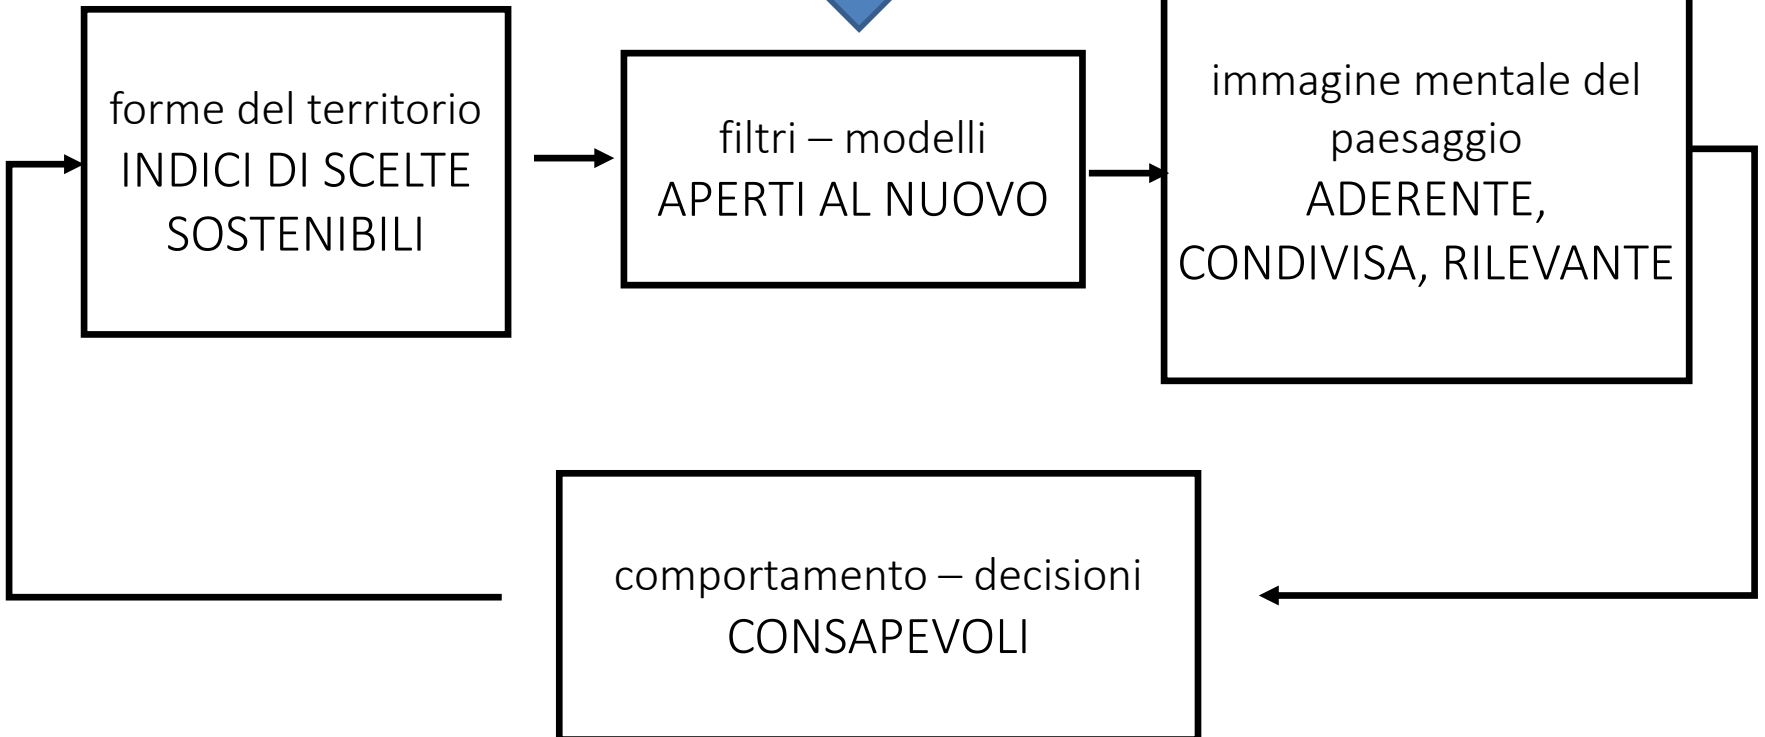 forme del territorio
INDICI DI SCELTE
SOSTENIBILI
filtri – modelli
APERTI AL NUOVO
immagine mentale del
paesaggio
ADERENTE,
CONDIVISA, RILEVANTE
comportamento – decisioni
CONSAPEVOLI